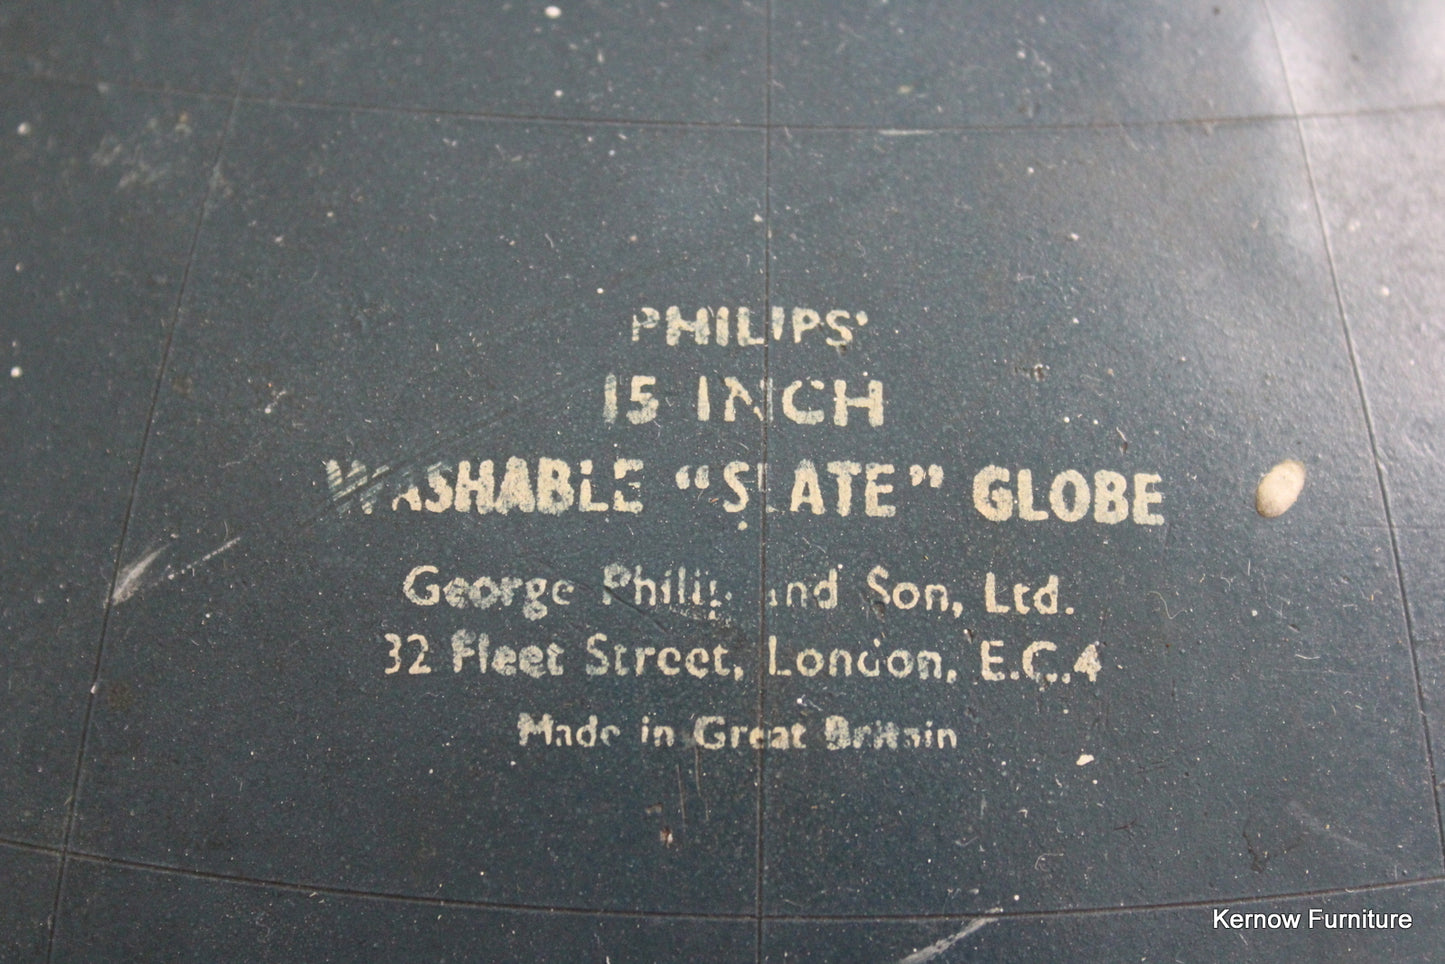 PHILIPS'
15 INCH
WASHABLE “SLATE” GLOBE
George Philip and Son, Ltd.
32 Fleet Street, London, E.C.4
Made in Great Britain
Kernow Furniture